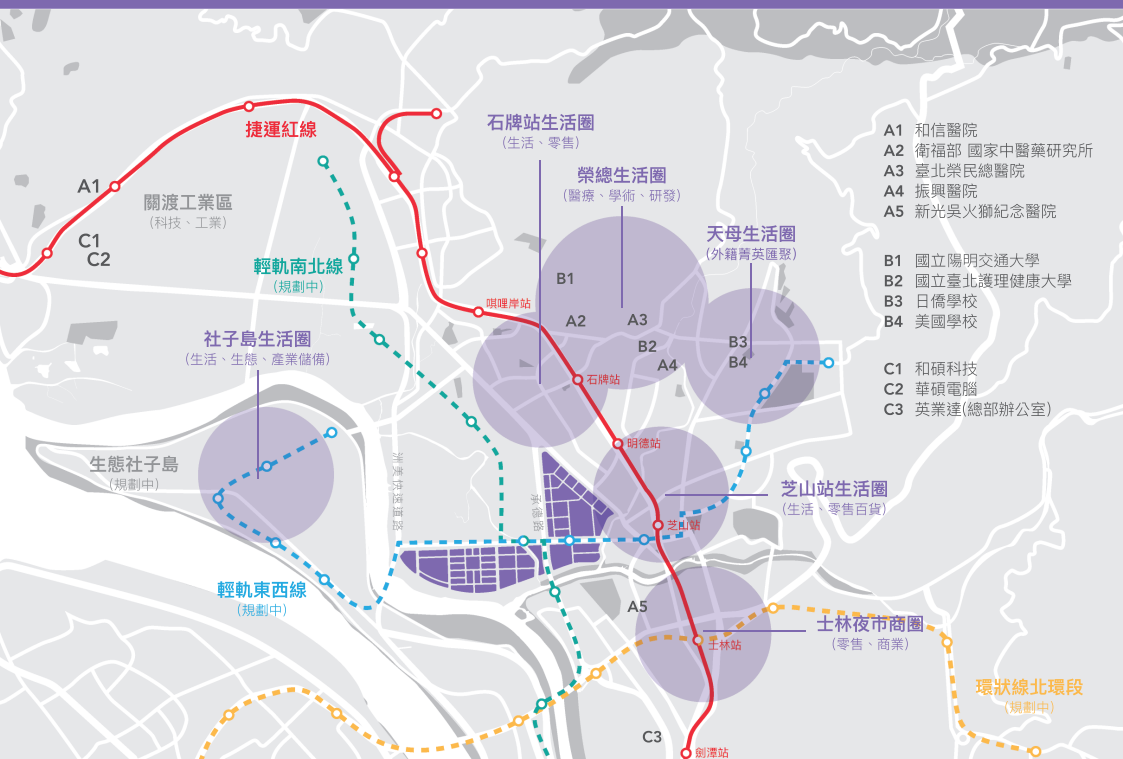 捷運紅線
石牌站生活圈
(生活、零售)
榮總生活圈
(醫療、學術、研發)
天母生活圈
(外籍菁英匯聚)
A1 和信醫院
A2 衛福部 國家中醫藥研究所
A3 臺北榮民總醫院
A4 振興醫院
A5 新光吳火獅紀念醫院
B1 國立陽明交通大學
B2 國立臺北護理健康大學
B3 日僑學校
B4 美國學校
C1 和碩科技
C2 華碩電腦
C3 英業達(總部辦公室)
A1
關渡工業區
(科技、工業)
C1
C2
輕軌南北線
(規劃中)
B1
唭哩岸站
A2
A3
B2
A4
B3
B4
社子島生活圈
(生活、生態、產業儲備)
石牌站
明德站
生態社子島
(規劃中)
洲美快速道路
承德路
芝山站生活圈
(生活、零售百貨)
芝山站
輕軌東西線
(規劃中)
A5
士林夜市商圈
(零售、商業)
士林站
環狀線北環段
(規劃中)
C3
劍潭站